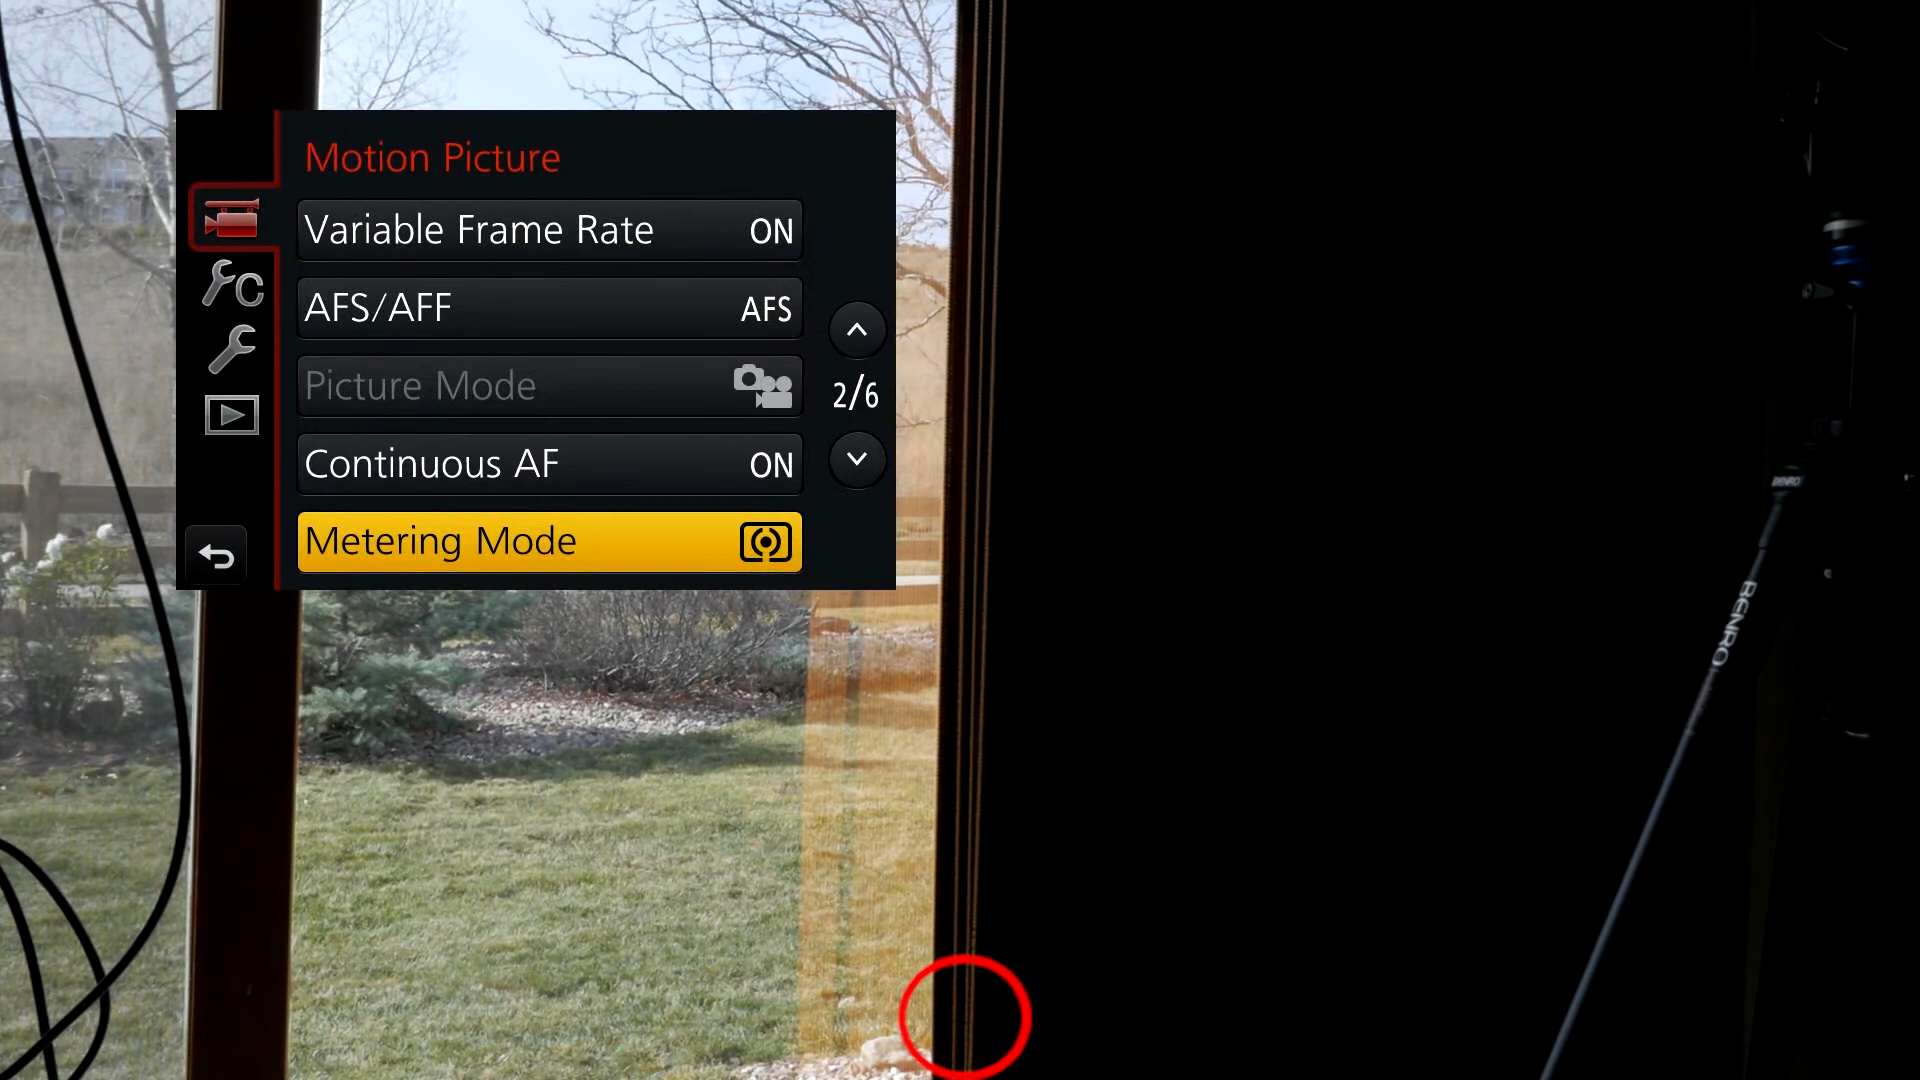 Motion Picture
Variable Frame Rate ON
AFS/AFF AFS
Picture Mode
Continuous AF ON
Metering Mode
2/6
C
BENRO
BENRO